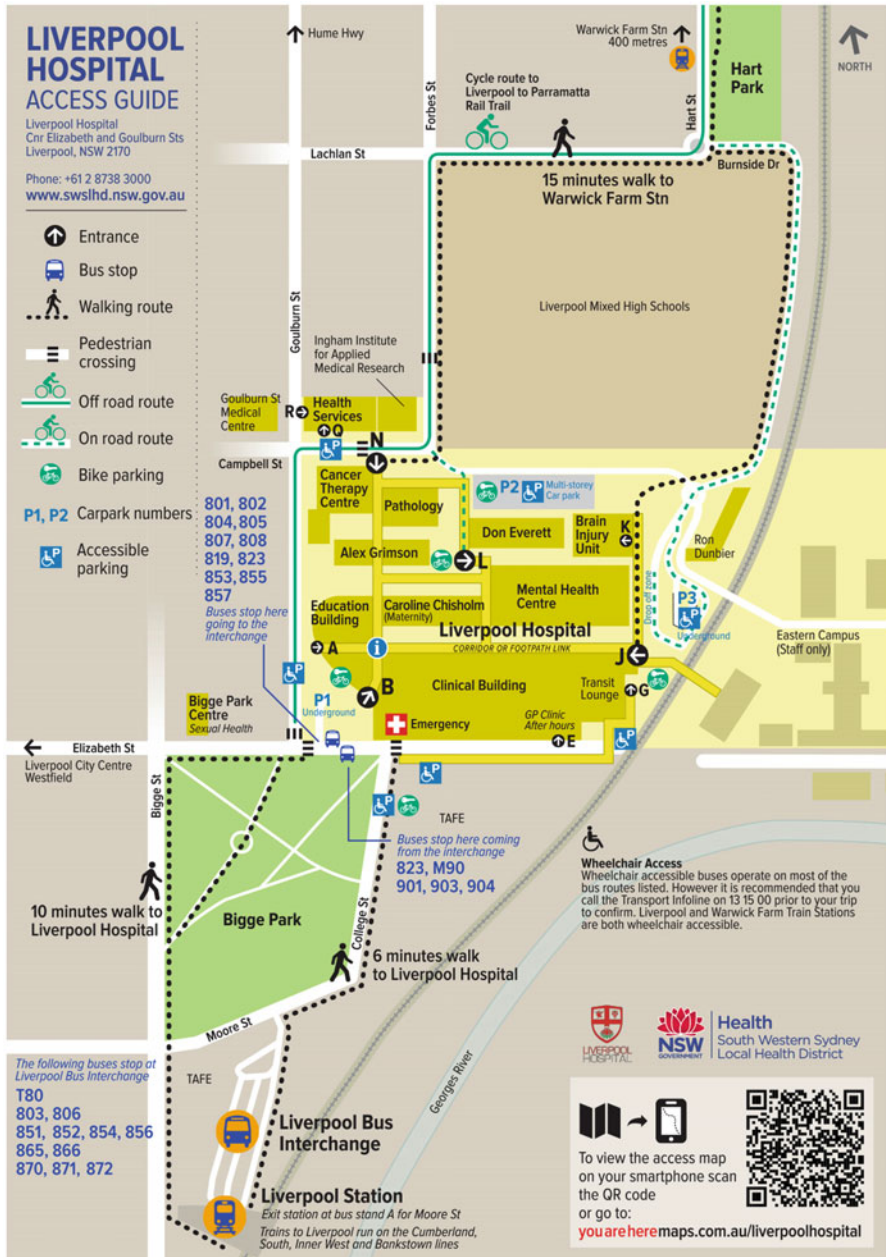 LIVERPOOL
HOSPITAL
ACCESS GUIDE
Liverpool Hospital
Cnr Elizabeth and Goulburn Sts
Liverpool, NSW 2170
Phone: +61 2 8738 3000
www.swslhd.nsw.gov.au
Entrance
Bus stop
Walking route
Pedestrian
crossing
Off road route
On road route
Bike parking
P1, P2 Carpark numbers
P
Accessible
parking
Hume Hwy
Forbes St
Warwick Farm Stn
400 metres
Hart
Park
NORTH
Cycle route to
Liverpool to Parramatta
Rail Trail
Hart St
Lachlan St
Burnside Dr
15 minutes walk to
Warwick Farm Stn
Liverpool Mixed High Schools
Goulburn St
Ingham Institute
for Applied
Medical Research
Goulburn St
Medical
Centre
R
Health
Services
Q
P
N
Campbell St
Cancer
Therapy
Centre
Pathology
P2
P
Multi-storey
Car park
Don Everett
Brain
Injury
Unit
K
Ron
Dunbier
Alex Grimson
L
801, 802
804, 805
807, 808
819, 823
853, 855
857
Buses stop here
going to the
interchange
Education
Building
Caroline Chisholm
(Maternity)
Mental Health
Centre
Drop off zone
P3
P
Underground
Eastern Campus
(Staff only)
Liverpool Hospital
CORRIDOR OR FOOTPATH LINK
A
i
J
P
B
Clinical Building
Transit
Lounge
G
P1
Underground
Bigge Park
Centre
Sexual Health
Emergency
GP Clinic
After hours
E
P
P
Elizabeth St
Liverpool City Centre
Westfield
Bigge St
P
TAFE
Buses stop here coming
from the interchange
823, M90
901, 903, 904
Wheelchair Access
Wheelchair accessible buses operate on most of the
bus routes listed. However it is recommended that you
call the Transport Infoline on 13 15 00 prior to your trip
to confirm. Liverpool and Warwick Farm Train Stations
are both wheelchair accessible.
10 minutes walk to
Liverpool Hospital
Bigge Park
College St
6 minutes walk
to Liverpool Hospital
Moore St
Georges River
LIVERPOOL
HOSPITAL
NSW
GOVERNMENT
Health
South Western Sydney
Local Health District
The following buses stop at
Liverpool Bus Interchange
T80
803, 806
851, 852, 854, 856
865, 866
870, 871, 872
TAFE
Liverpool Bus
Interchange
Liverpool Station
Exit station at bus stand A for Moore St
Trains to Liverpool run on the Cumberland,
South, Inner West and Bankstown lines
To view the access map
on your smartphone scan
the QR code
or go to:
youareheremaps.com.au/liverpoolhospital